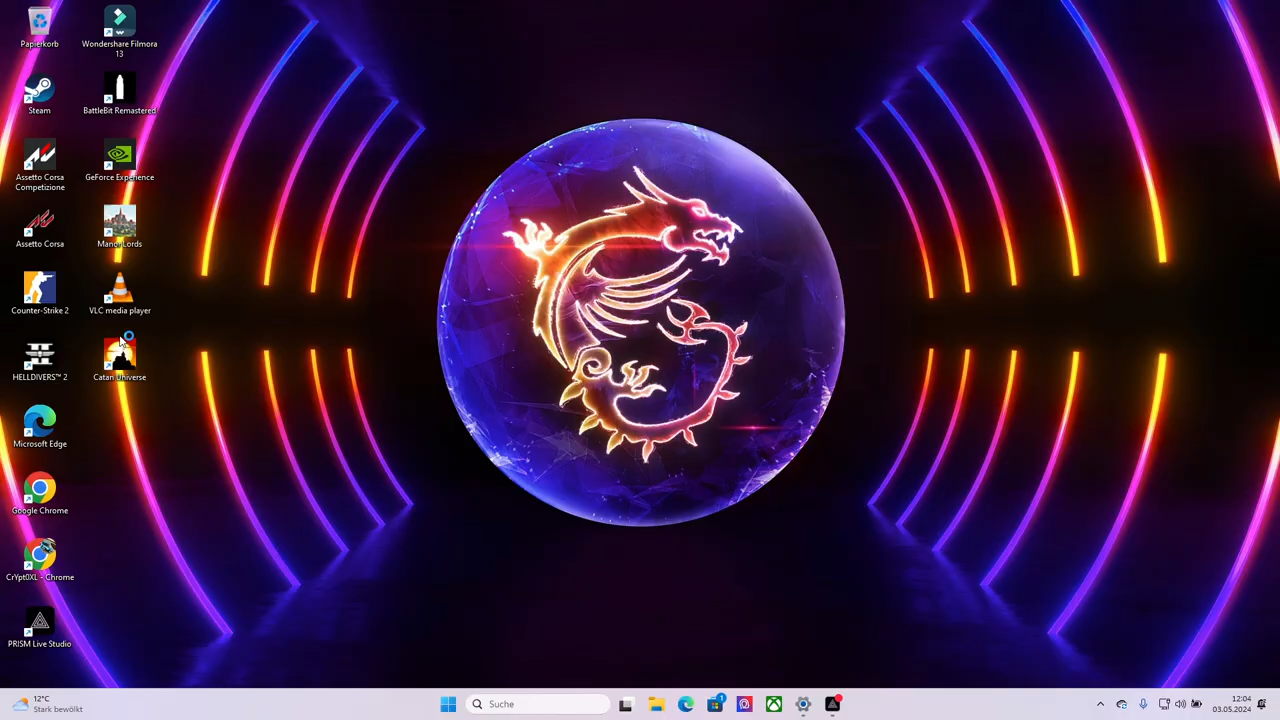 Papierkorb
Wondershare Filmora
13
Steam
BattleBit Remastered
Assetto Corsa
Competizione
GeForce Experience
Assetto Corsa
Manor Lords
Counter-Strike 2
VLC media player
HELLDIVERS™ 2
Catan Universe
Microsoft Edge
Google Chrome
CrYpt0XL - Chrome
PRISM Live Studio
12°C
Stark bewölkt
Suche
1
12:04
03.05.2024